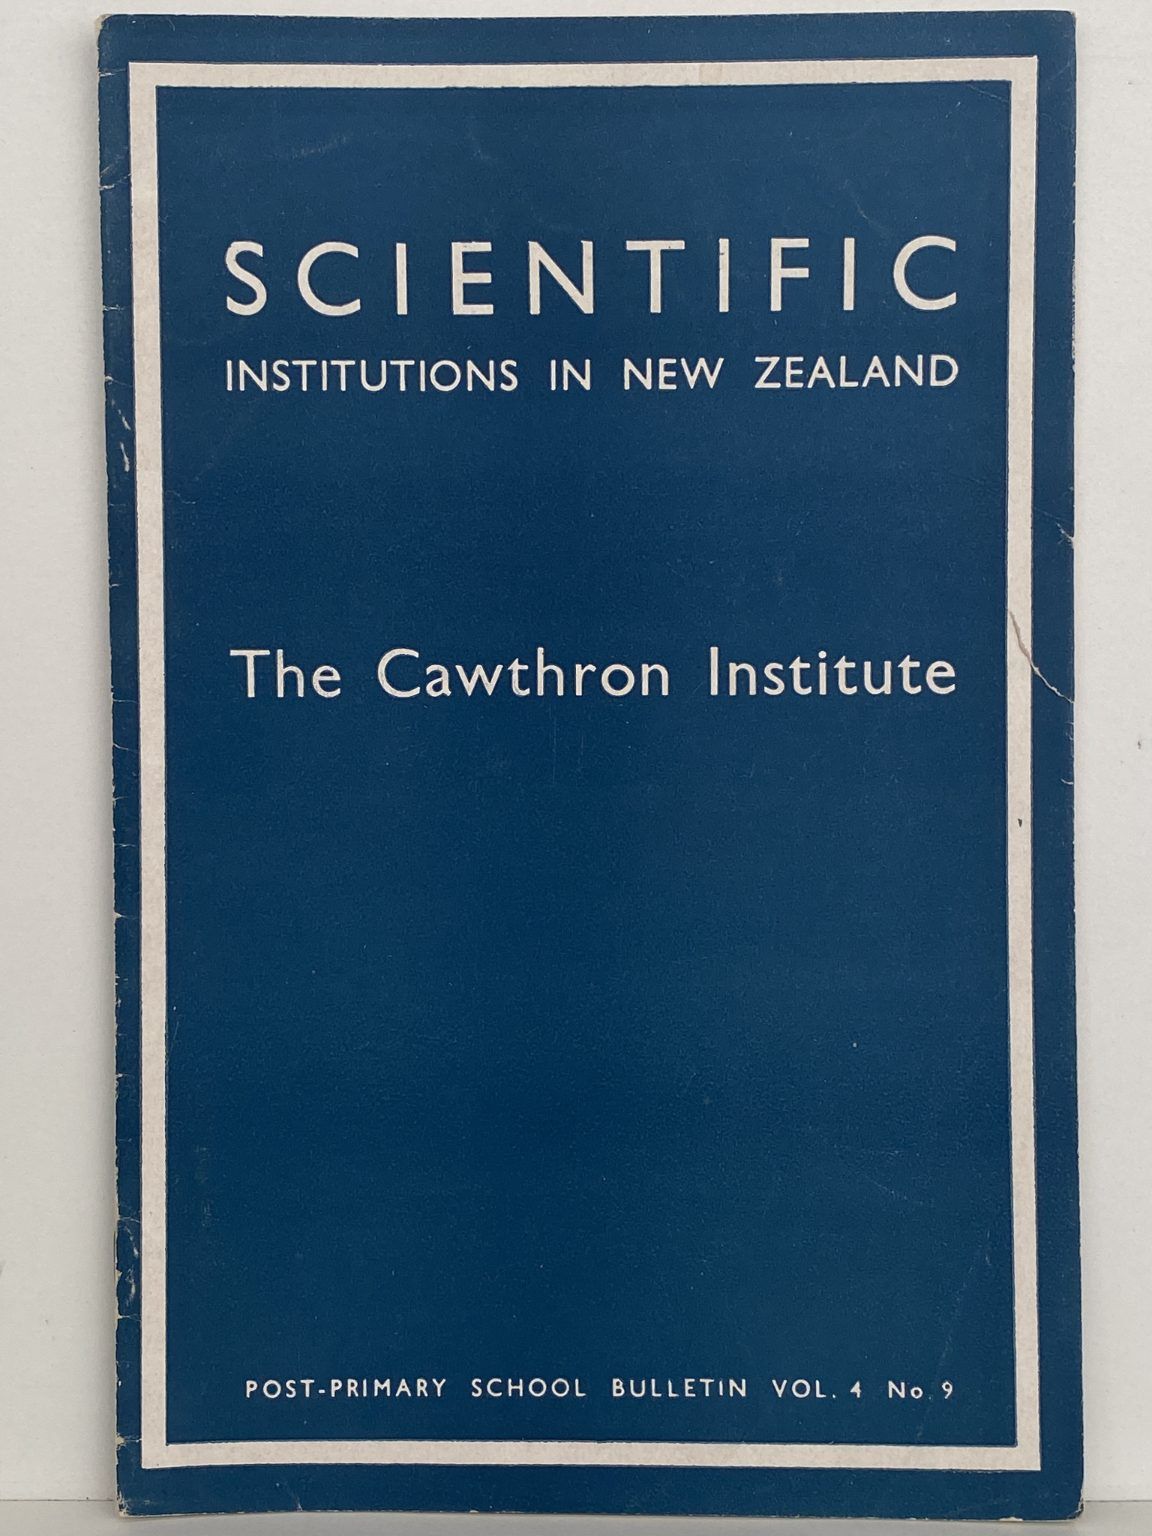 SCIENTIFIC
INSTITUTIONS IN NEW ZEALAND
The Cawthron Institute
POST-PRIMARY SCHOOL BULLETIN VOL. 4 No. 9